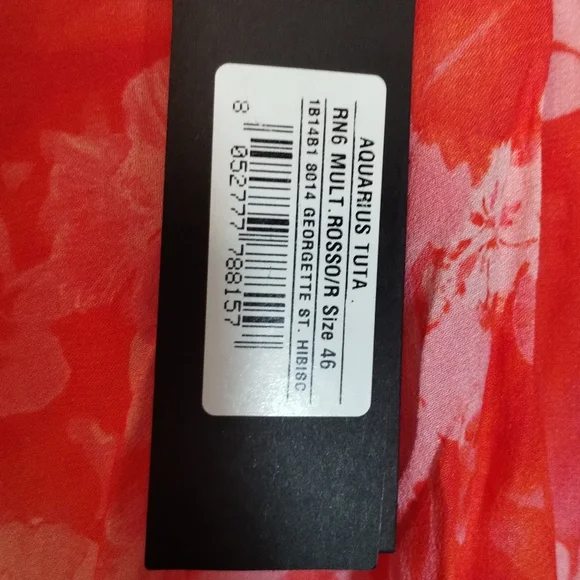 AQUARIUS TUTA .
RN6 MULT.ROSSO/R Size 46
1B14B1 8014 GEORGETTE ST. HIBISC
8 052777 788157